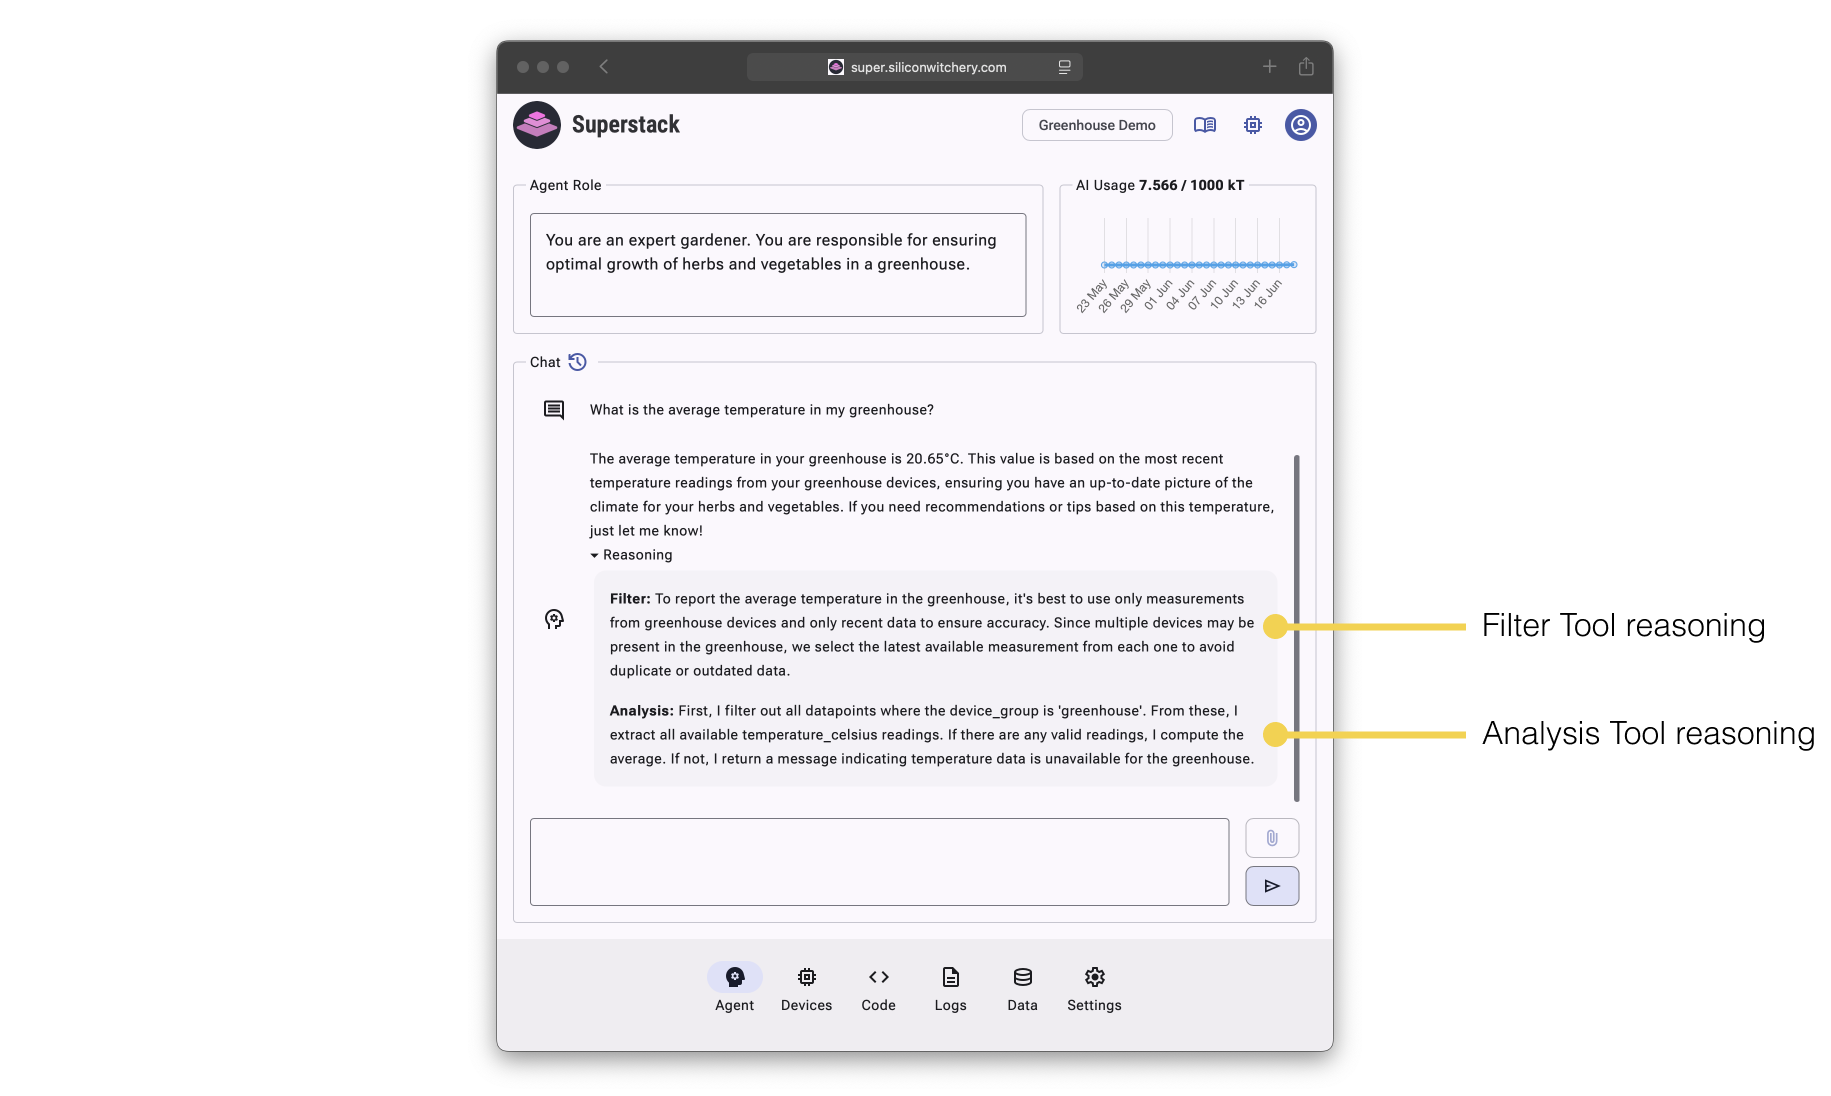 super.siliconwitchery.com
Superstack
Greenhouse Demo
Agent Role
You are an expert gardener. You are responsible for ensuring
optimal growth of herbs and vegetables in a greenhouse.
AI Usage 7.566 / 1000 kT
23 May
26 May
29 May
01 Jun
04 Jun
07 Jun
10 Jun
13 Jun
16 Jun
Chat
What is the average temperature in my greenhouse?
The average temperature in your greenhouse is 20.65°C. This value is based on the most recent
temperature readings from your greenhouse devices, ensuring you have an up-to-date picture of the
climate for your herbs and vegetables. If you need recommendations or tips based on this temperature,
just let me know!
Reasoning
Filter: To report the average temperature in the greenhouse, it's best to use only measurements
from greenhouse devices and only recent data to ensure accuracy. Since multiple devices may be
present in the greenhouse, we select the latest available measurement from each one to avoid
duplicate or outdated data.
Filter Tool reasoning
Analysis: First, I filter out all datapoints where the device_group is 'greenhouse'. From these, I
extract all available temperature_celsius readings. If there are any valid readings, I compute the
average. If not, I return a message indicating temperature data is unavailable for the greenhouse.
Analysis Tool reasoning
Agent
Devices
Code
Logs
Data
Settings